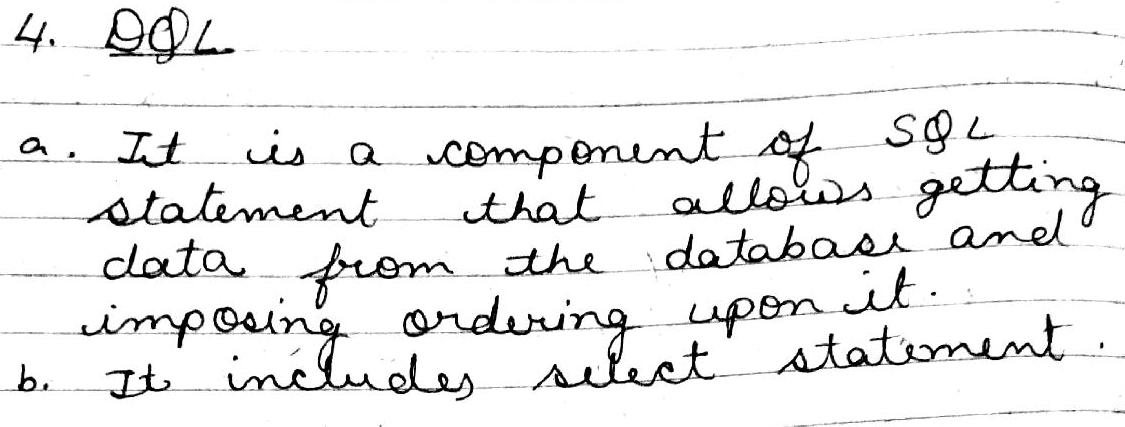 4. DQL
a. It is a component of SQL
statement that allows getting
data from the database and
imposing ordering upon it.
b. It includes select statement.